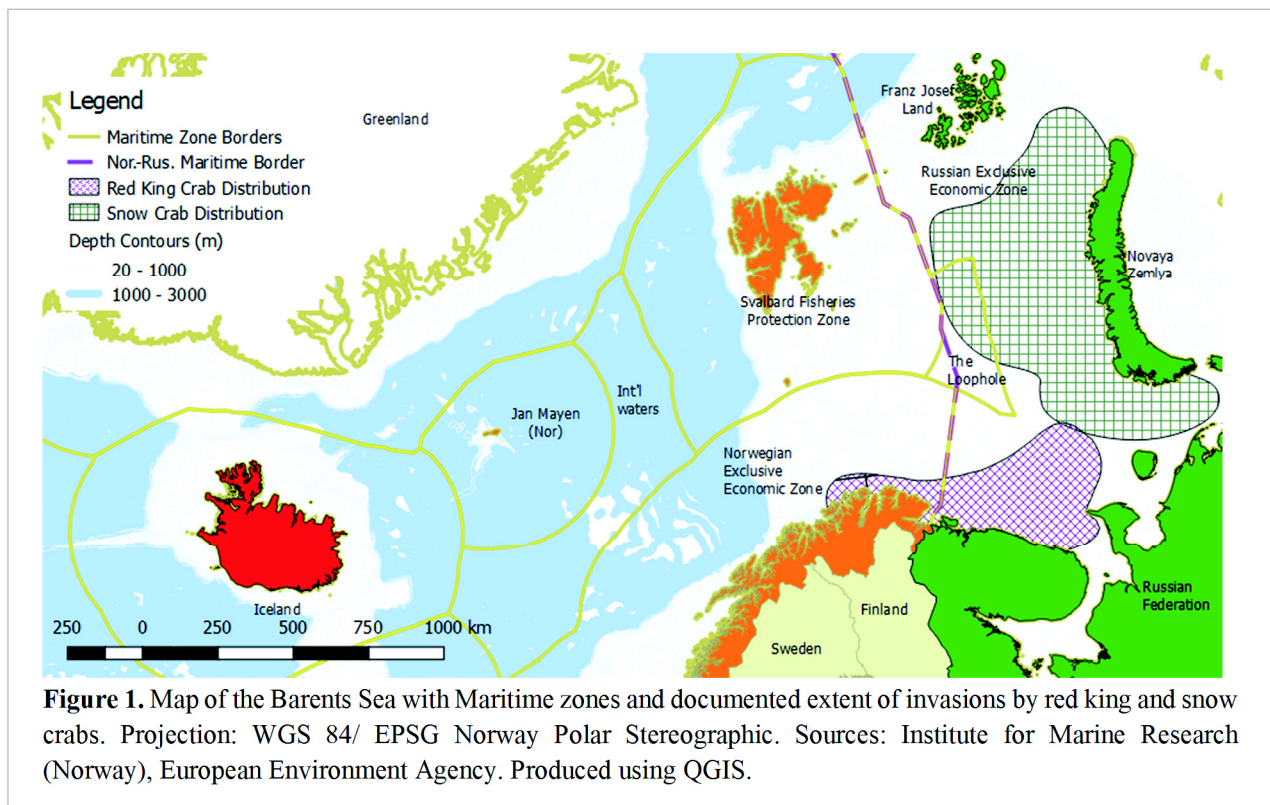 Legend
Maritime Zone Borders
Nor.-Rus. Maritime Border
Red King Crab Distribution
Snow Crab Distribution
Depth Contours (m)
20 - 1000
1000 - 3000
Greenland
Franz Josef
Land
Russian Exclusive
Economic Zone
Novaya
Zemlya
Svalbard Fisheries
Protection Zone
The
Loophole
Int'l
waters
Jan Mayen
(Nor)
Norwegian
Exclusive
Economic Zone
Iceland
Finland
Sweden
Russian
Federation
250 0 250 500 750 1000 km
Figure 1. Map of the Barents Sea with Maritime zones and documented extent of invasions by red king and snow
crabs. Projection: WGS 84/ EPSG Norway Polar Stereographic. Sources: Institute for Marine Research
(Norway), European Environment Agency. Produced using QGIS.